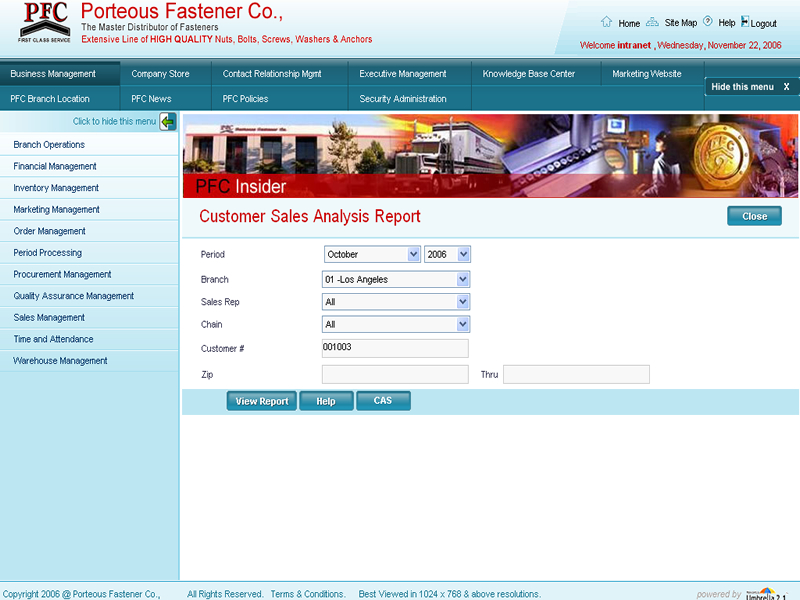 PFC
FIRST CLASS SERVICE
Porteous Fastener Co.,
The Master Distributor of Fasteners
Extensive Line of HIGH QUALITY Nuts, Bolts, Screws, Washers & Anchors
Home Site Map Help Logout
Welcome intranet , Wednesday, November 22, 2006
Business Management Company Store Contact Relationship Mgmt Executive Management Knowledge Base Center Marketing Website
Hide this menu X
PFC Branch Location PFC News PFC Policies Security Administration
Click to hide this menu
Branch Operations
Financial Management
Inventory Management
Marketing Management
Order Management
Period Processing
Procurement Management
Quality Assurance Management
Sales Management
Time and Attendance
Warehouse Management
PFC
PFC Insider
Customer Sales Analysis Report
Close
Period October 2006
Branch 01 -Los Angeles
Sales Rep All
Chain All
Customer # 001003
Zip Thru
View Report Help CAS
Copyright 2006 @ Porteous Fastener Co., All Rights Reserved. Terms & Conditions. Best Viewed in 1024 x 768 & above resolutions.
powered by Umbrella 2.1